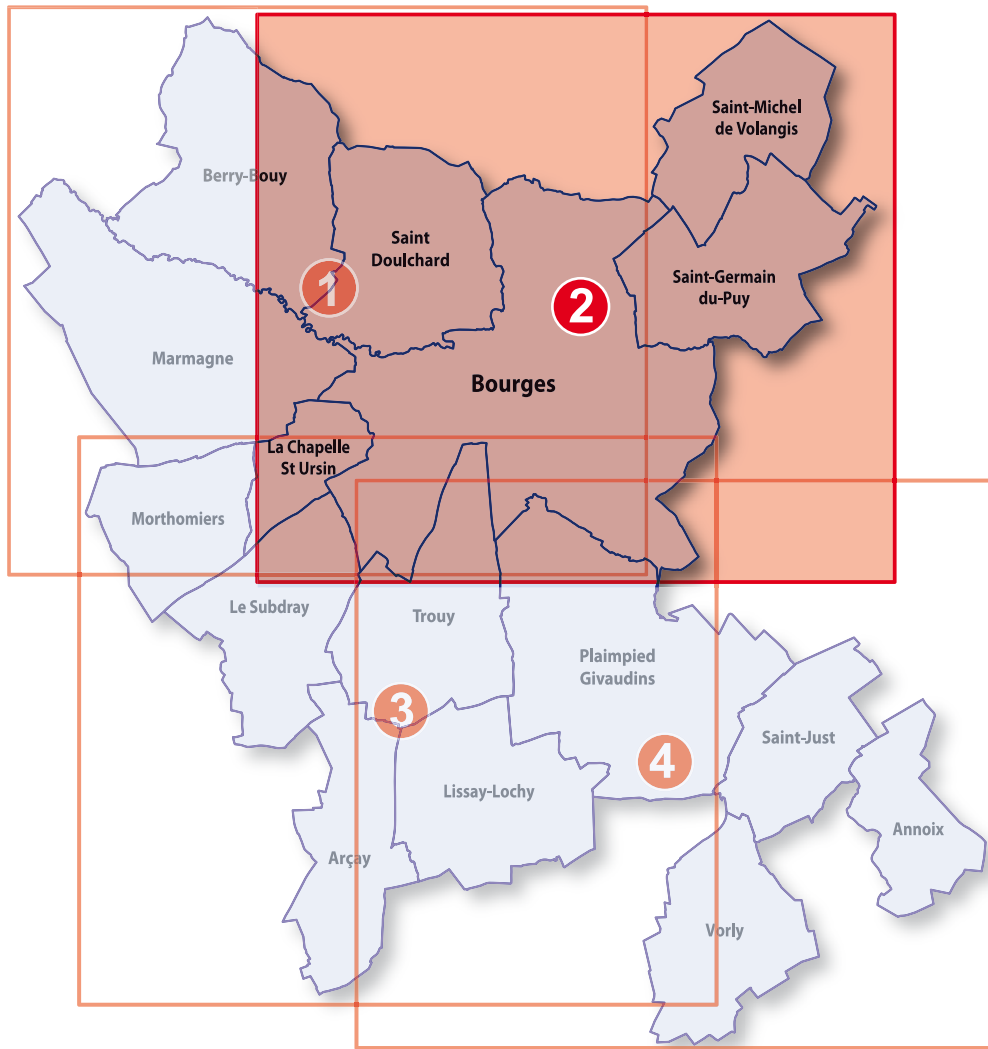 Saint-Michel
de Volangis
Berry-Bouy
Saint
Doulchard
Saint-Germain
du-Puy
1
2
Marmagne
Bourges
La Chapelle
St Ursin
Morthomiers
Le Subdray
Trouy
Plaimpied
Givaudins
3
Saint-Just
4
Lissay-Lochy
Annoix
Arçay
Vorly